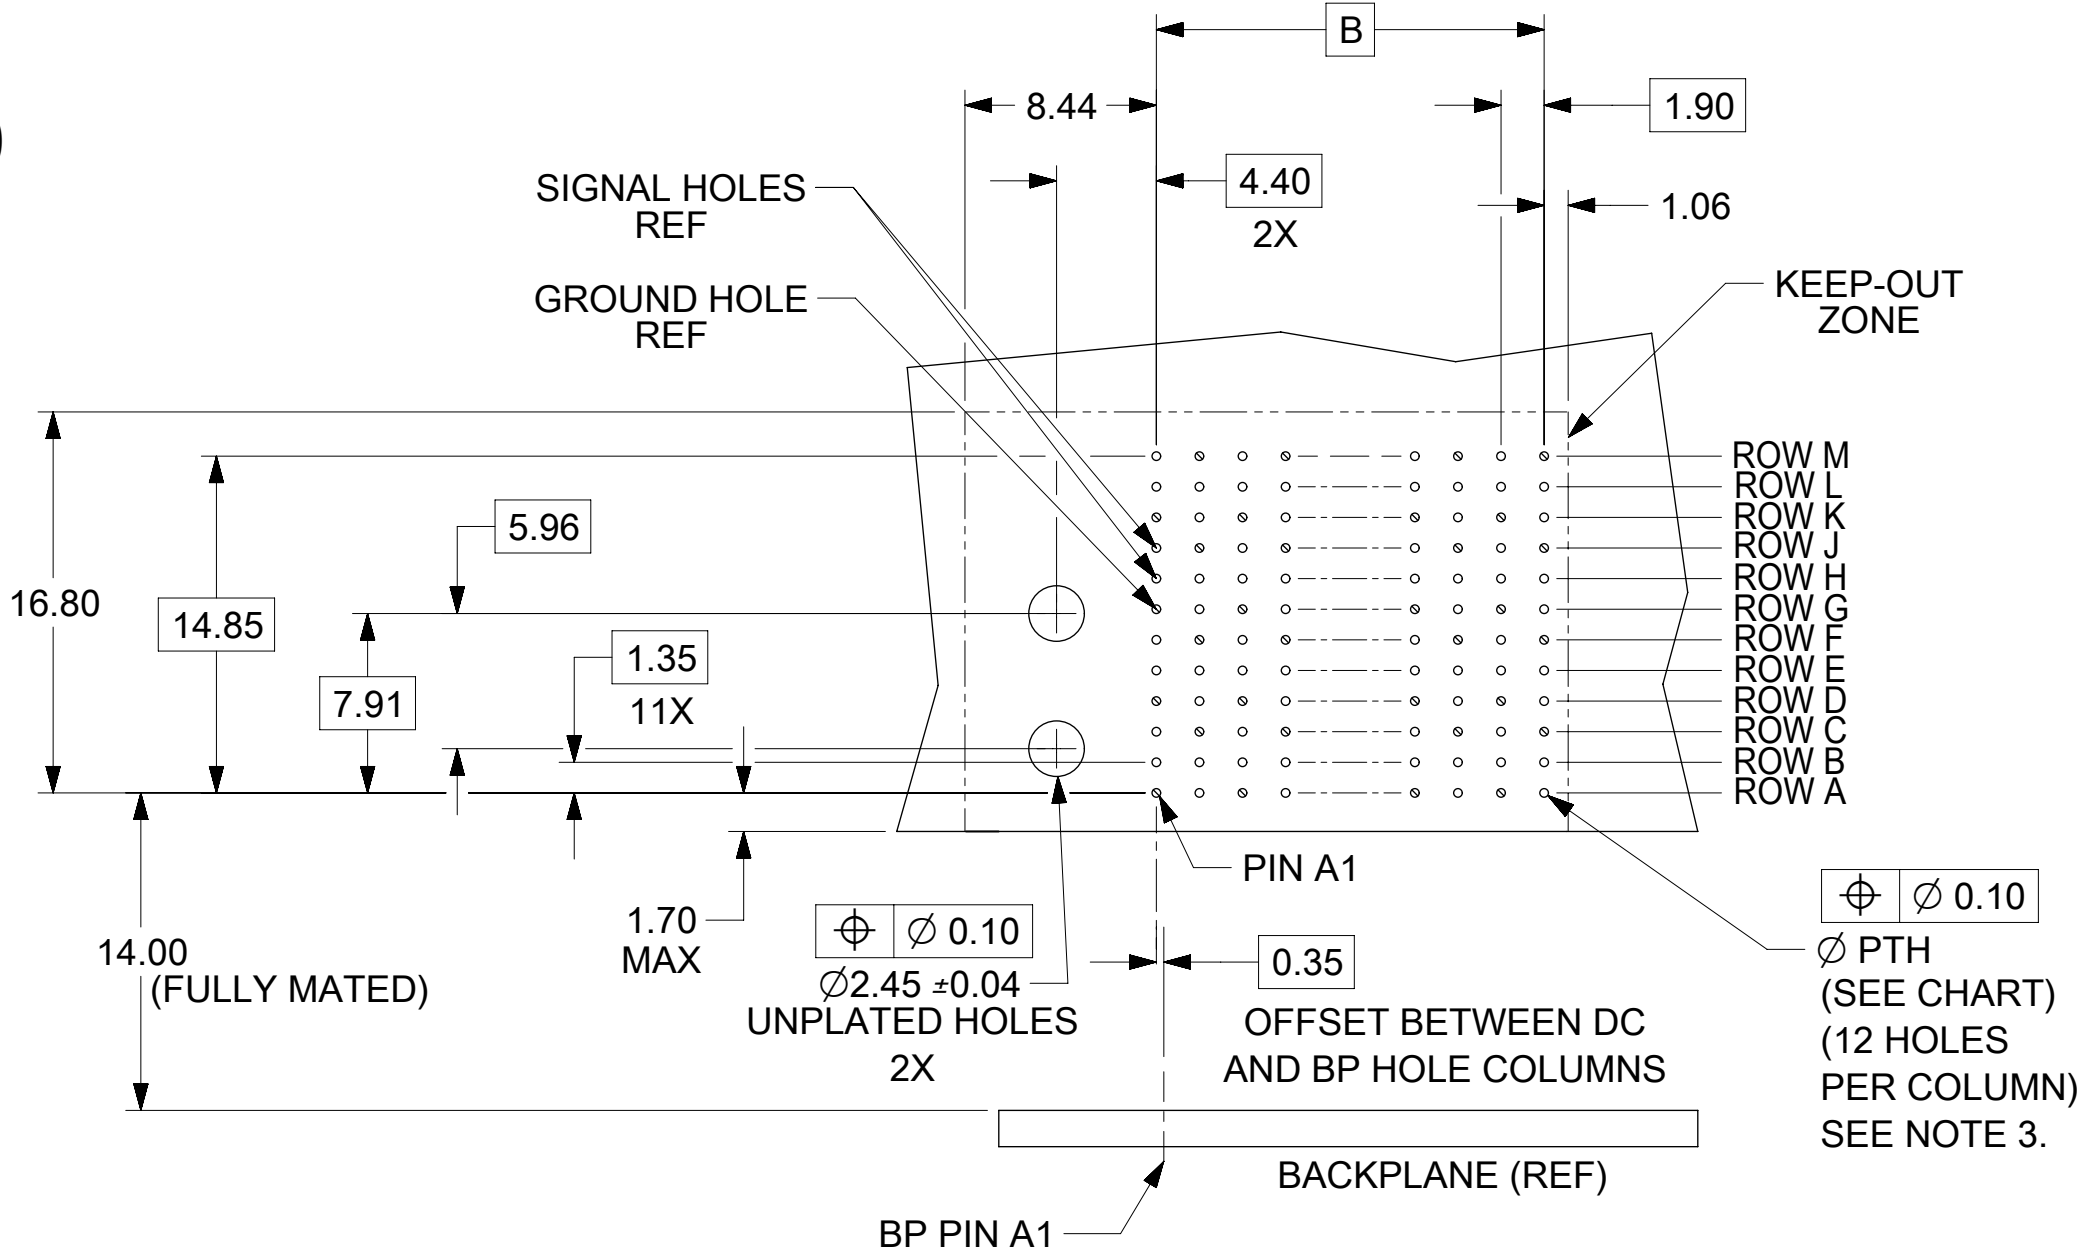 B
8.44
1.90
)
SIGNAL HOLES
REF
4.40
2X
1.06
GROUND HOLE
REF
KEEP-OUT
ZONE
ROW M
ROW L
ROW K
ROW J
ROW H
ROW G
ROW F
ROW E
ROW D
ROW C
ROW B
ROW A
5.96
16.80
14.85
1.35
11X
7.91
PIN A1
1.70
MAX
14.00
(FULLY MATED)
⌖ ∅ 0.10
∅2.45 ±0.04
UNPLATED HOLES
2X
0.35
OFFSET BETWEEN DC
AND BP HOLE COLUMNS
⌖ ∅ 0.10
∅ PTH
(SEE CHART)
(12 HOLES
PER COLUMN)
SEE NOTE 3.
BACKPLANE (REF)
BP PIN A1